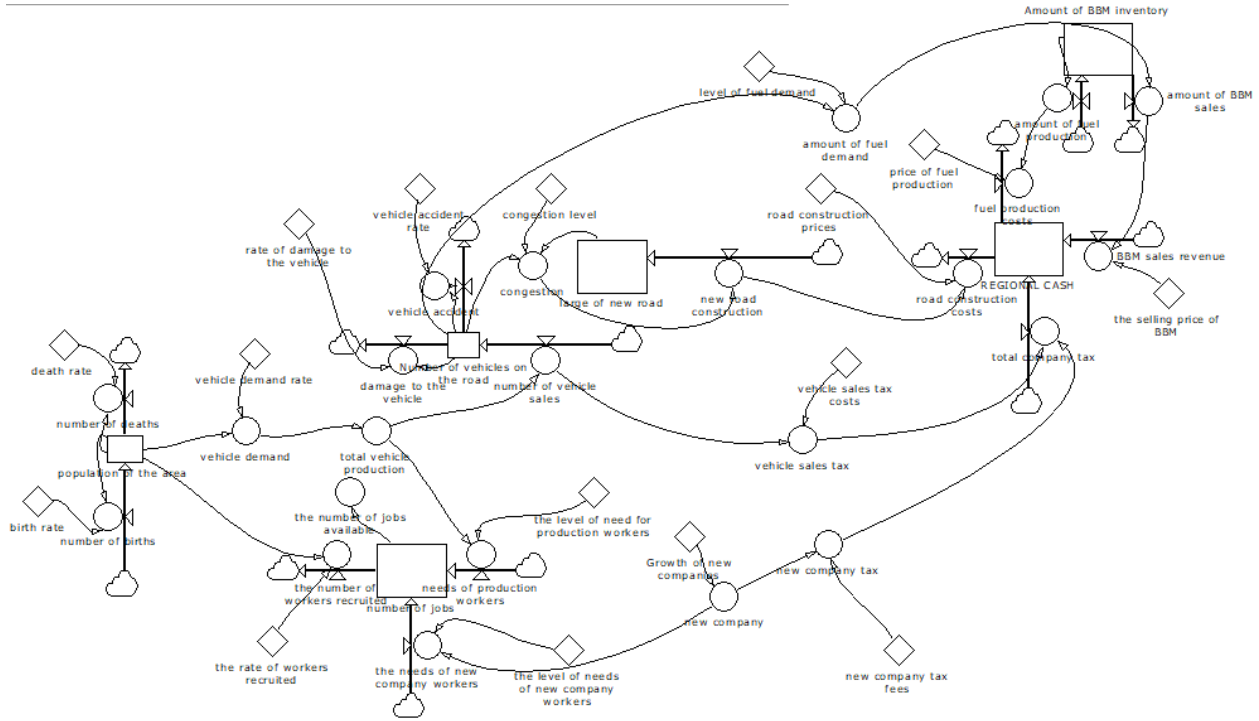 Amount of BBM inventory
level of fuel demand
amount of BBM
sales
amount of fuel
production
amount of fuel
demand
price of fuel
production
fuel production
costs
vehicle accident
rate
congestion level
road construction
prices
rate of damage to
the vehicle
BBM sales revenue
REGIONAL CASH
congestion
large of new road
new road
construction
road construction
costs
vehicle accident
the selling price of
BBM
total company tax
death rate
vehicle demand rate
Number of vehicles on
the road
damage to the
vehicle
number of vehicle
sales
vehicle sales tax
costs
number of deaths
vehicle demand
total vehicle
production
vehicle sales tax
population of the area
birth rate
number of births
the number of jobs
available
the level of need for
production workers
Growth of new
companies
new company tax
the number of
workers recruited
needs of production
workers
number of jobs
new company
the rate of workers
recruited
the needs of new
company workers
the level of needs
of new company
workers
new company tax
fees